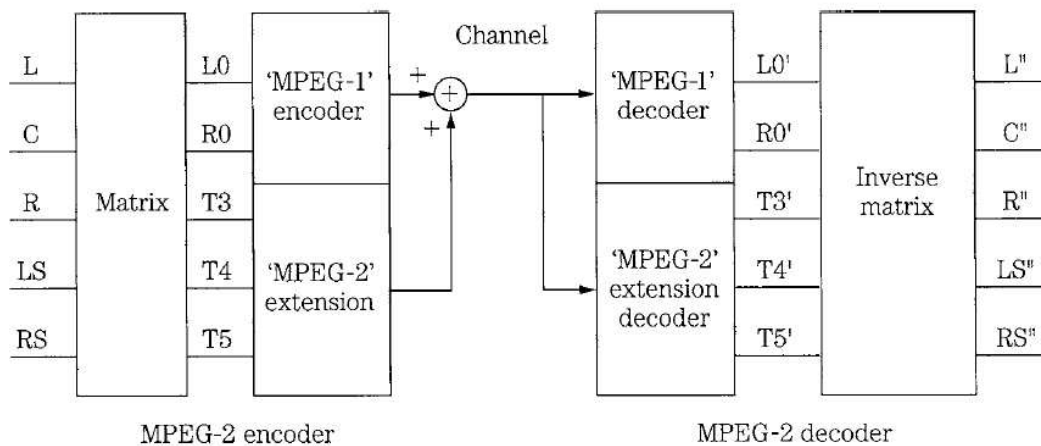 Channel
L
C
R
LS
RS
Matrix
L0
R0
T3
T4
T5
'MPEG-1'
encoder
'MPEG-2'
extension
+
+
+
'MPEG-1'
decoder
'MPEG-2'
extension
decoder
L0'
R0'
T3'
T4'
T5'
Inverse
matrix
L"
C"
R"
LS"
RS"
MPEG-2 encoder
MPEG-2 decoder